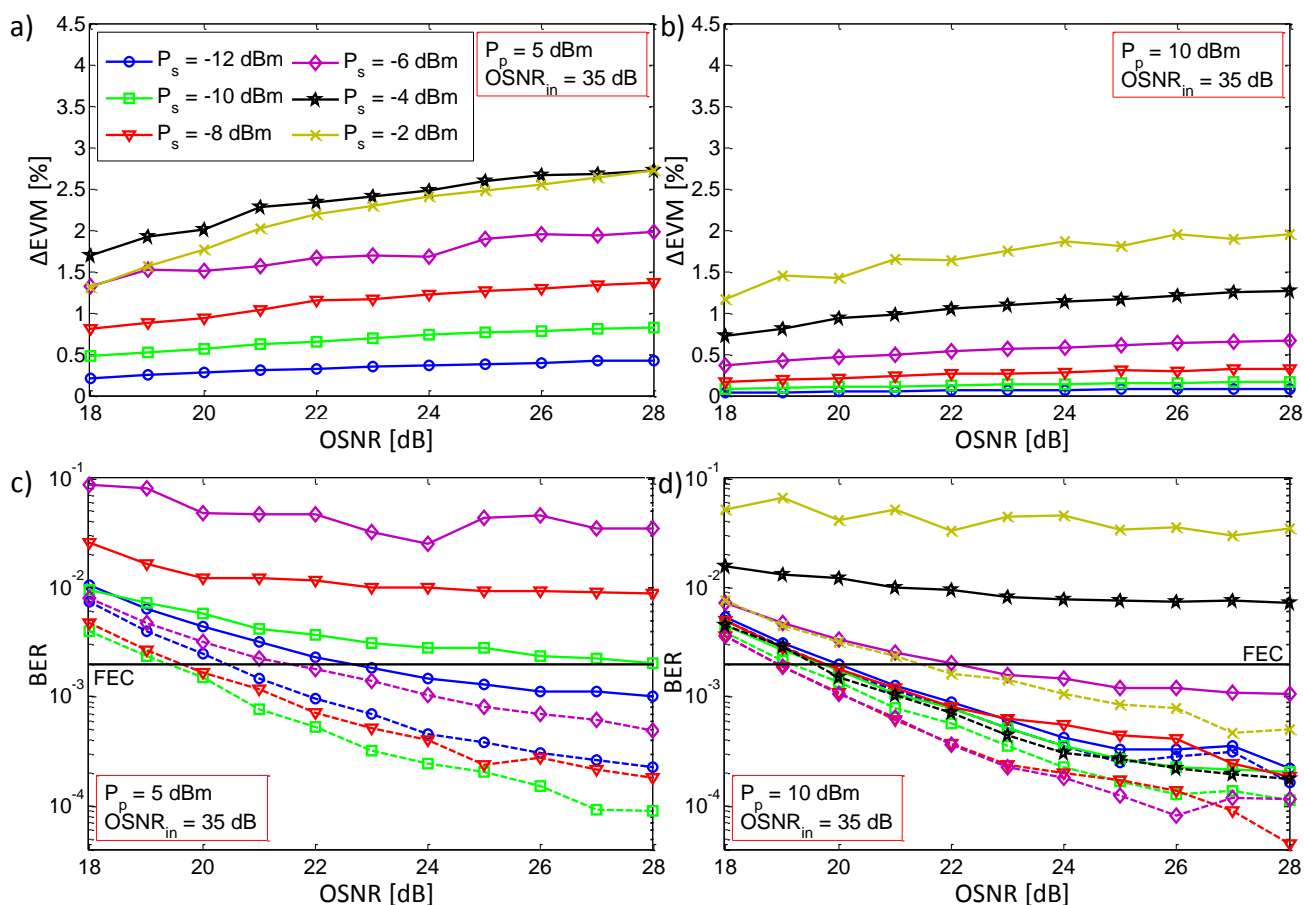 a)
P_s = -12 dBm
P_s = -10 dBm
P_s = -8 dBm
P_s = -6 dBm
P_s = -4 dBm
P_s = -2 dBm
P_p = 5 dBm
OSNR_in = 35 dB
4.5
4
3.5
3
2.5
2
1.5
1
0.5
0
ΔEVM [%]
18 20 22 24 26 28
OSNR [dB]
b)
P_p = 10 dBm
OSNR_in = 35 dB
4.5
4
3.5
3
2.5
2
1.5
1
0.5
0
ΔEVM [%]
18 20 22 24 26 28
OSNR [dB]
c)
10^-1
10^-2
10^-3
10^-4
BER
FEC
P_p = 5 dBm
OSNR_in = 35 dB
18 20 22 24 26 28
OSNR [dB]
d)
10^-1
10^-2
10^-3
10^-4
BER
FEC
P_p = 10 dBm
OSNR_in = 35 dB
18 20 22 24 26 28
OSNR [dB]